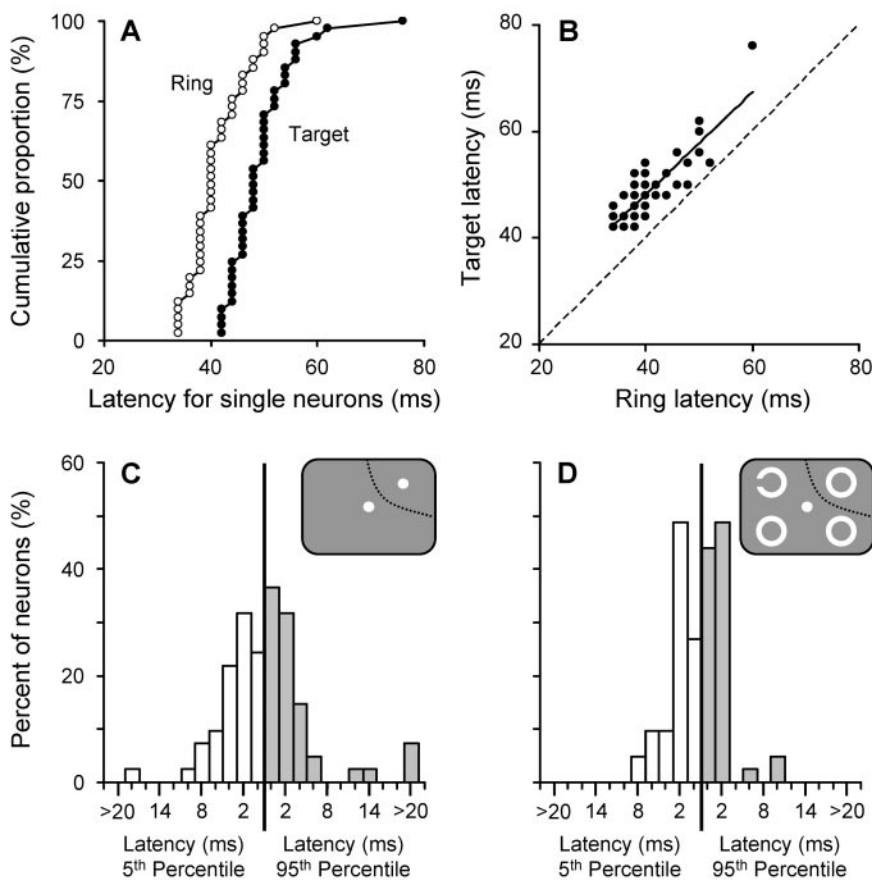 A
B
100
75
50
25
0
Cumulative proportion (%)
Ring
Target
20 40 60 80
Latency for single neurons (ms)
80
60
40
20
Target latency (ms)
20 40 60 80
Ring latency (ms)
C
D
60
40
20
0
Percent of neurons (%)
>20 14 8 2 2 8 14 >20
Latency (ms) Latency (ms)
5th Percentile 95th Percentile
>20 14 8 2 2 8 14 >20
Latency (ms) Latency (ms)
5th Percentile 95th Percentile